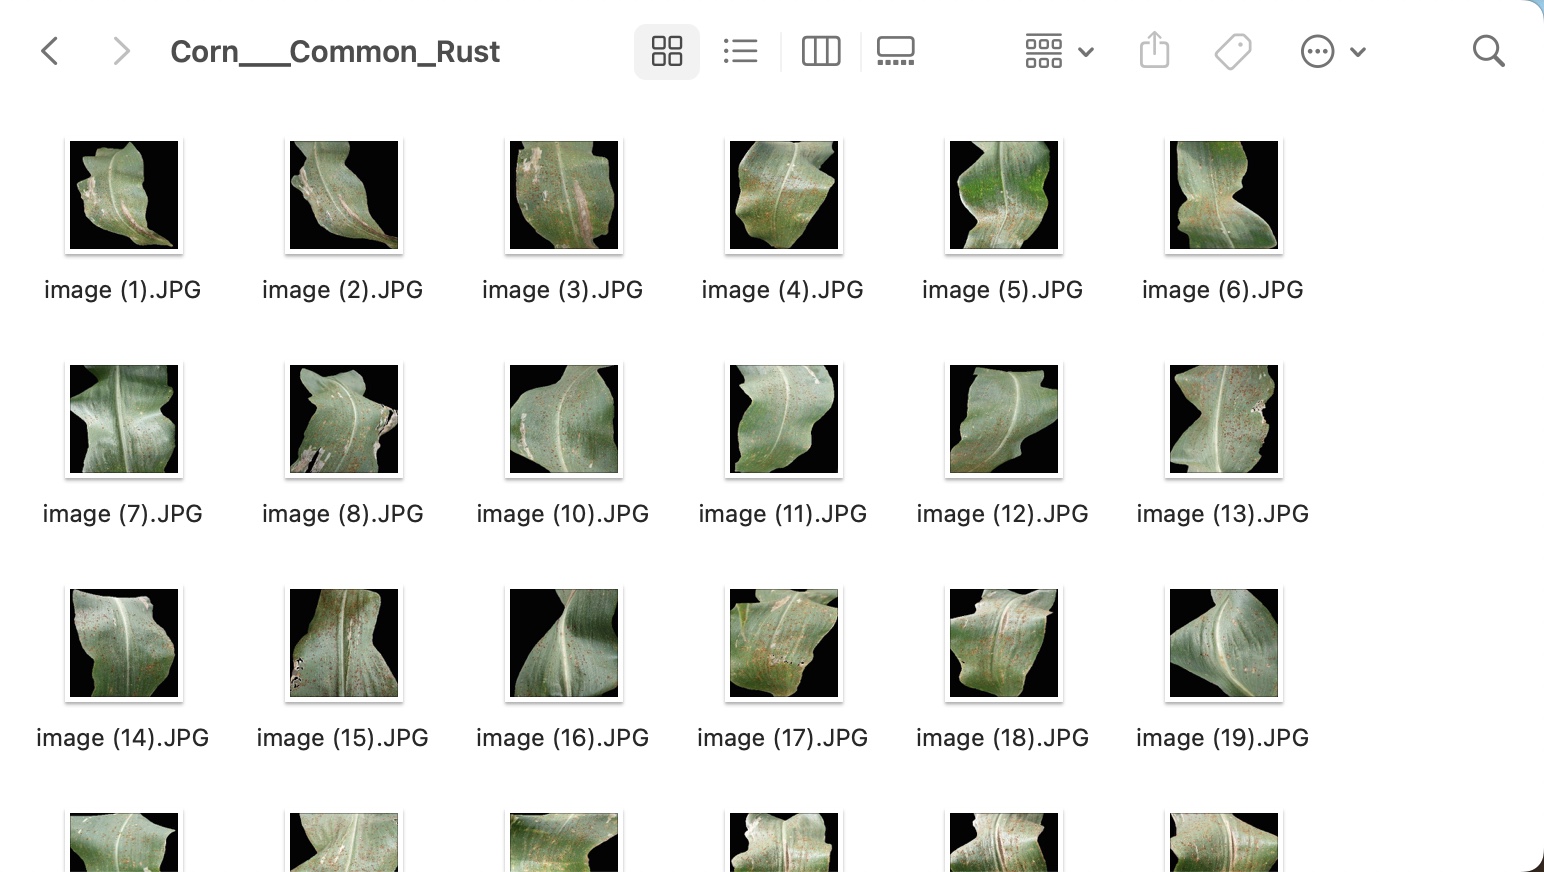 Corn___Common_Rust
image (1).JPG
image (2).JPG
image (3).JPG
image (4).JPG
image (5).JPG
image (6).JPG
image (7).JPG
image (8).JPG
image (10).JPG
image (11).JPG
image (12).JPG
image (13).JPG
image (14).JPG
image (15).JPG
image (16).JPG
image (17).JPG
image (18).JPG
image (19).JPG